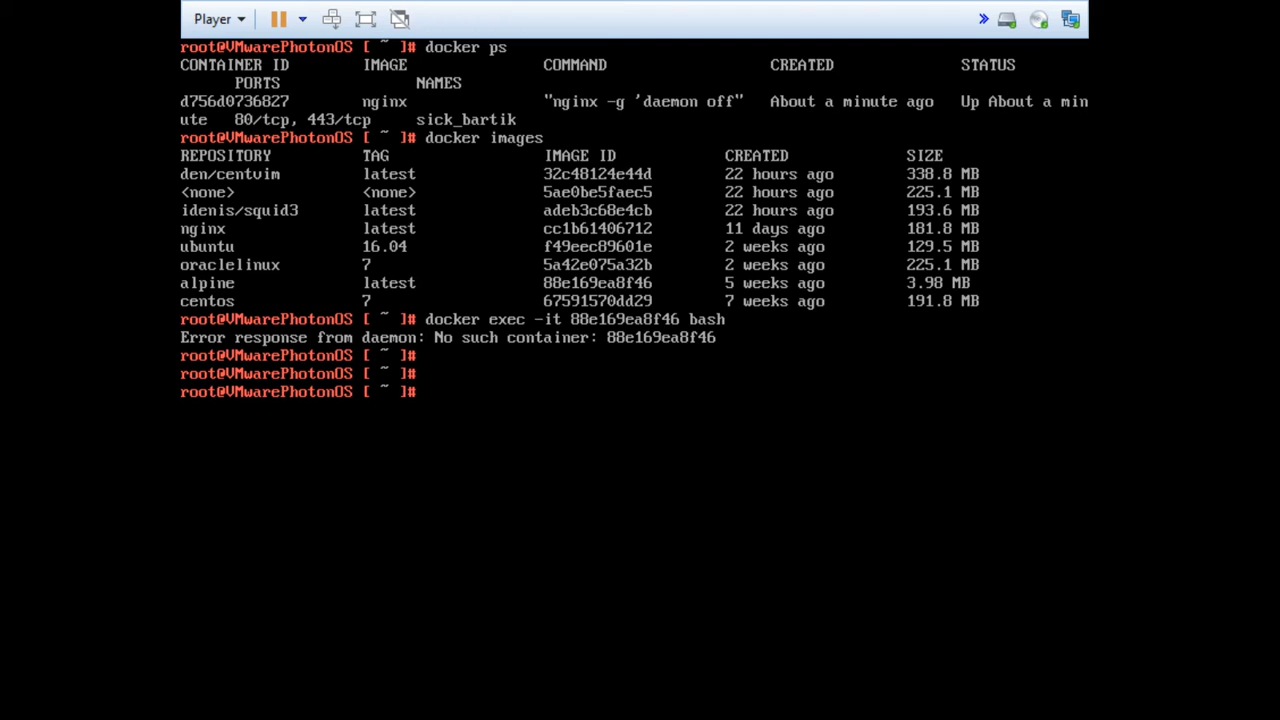 Player
root@VMwarePhotonOS [ ~ ]# docker ps
CONTAINER ID IMAGE COMMAND CREATED STATUS
PORTS NAMES
d756d0736827 nginx "nginx -g 'daemon off" About a minute ago Up About a min
ute 80/tcp, 443/tcp sick_bartik
root@VMwarePhotonOS [ ~ ]# docker images
REPOSITORY TAG IMAGE ID CREATED SIZE
den/centvim latest 32c48124e44d 22 hours ago 338.8 MB
<none> <none> 5ae0be5faec5 22 hours ago 225.1 MB
idenis/squid3 latest adeb3c68e4cb 22 hours ago 193.6 MB
nginx latest cc1b61406712 11 days ago 181.8 MB
ubuntu 16.04 f49eec89601e 2 weeks ago 129.5 MB
oraclelinux 7 5a42e075a32b 2 weeks ago 225.1 MB
alpine latest 88e169ea8f46 5 weeks ago 3.98 MB
centos 7 67591570dd29 7 weeks ago 191.8 MB
root@VMwarePhotonOS [ ~ ]# docker exec -it 88e169ea8f46 bash
Error response from daemon: No such container: 88e169ea8f46
root@VMwarePhotonOS [ ~ ]#
root@VMwarePhotonOS [ ~ ]#
root@VMwarePhotonOS [ ~ ]#